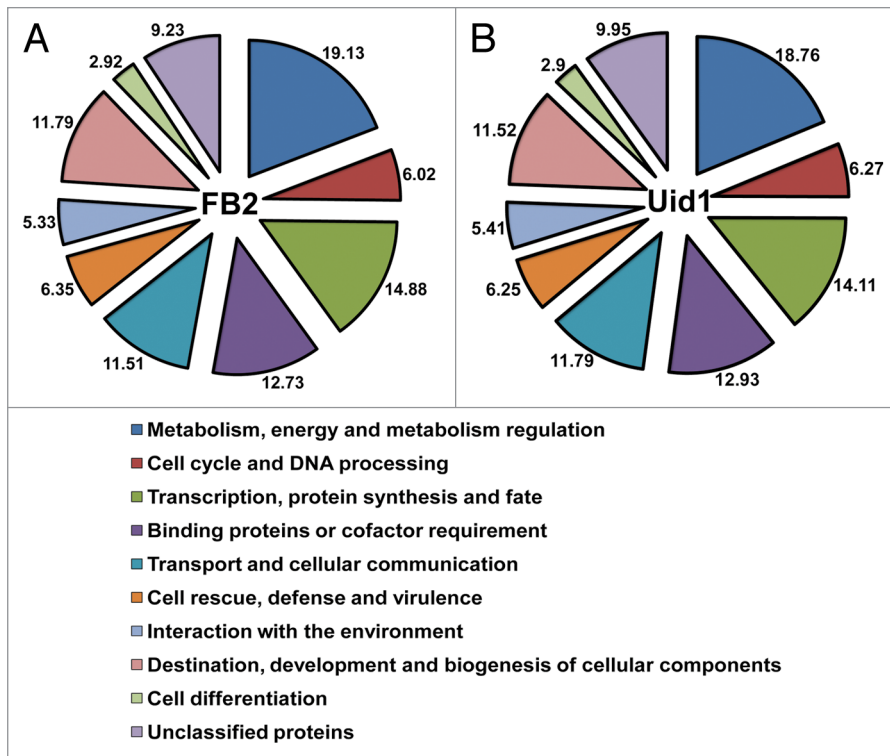 A
9.23
19.13
2.92
11.79
6.02
FB2
5.33
14.88
6.35
11.51
12.73
B
9.95
18.76
2.9
11.52
6.27
Uid1
5.41
14.11
6.25
11.79
12.93
Metabolism, energy and metabolism regulation
Cell cycle and DNA processing
Transcription, protein synthesis and fate
Binding proteins or cofactor requirement
Transport and cellular communication
Cell rescue, defense and virulence
Interaction with the environment
Destination, development and biogenesis of cellular components
Cell differentiation
Unclassified proteins